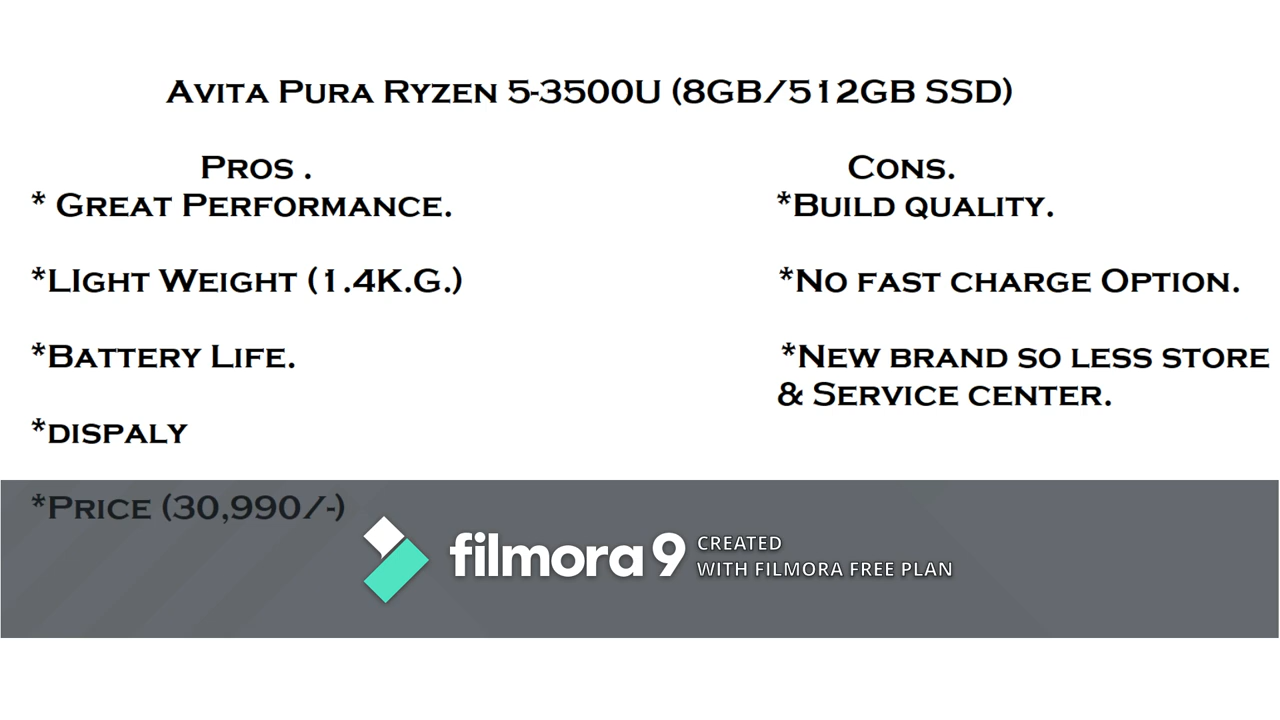 Avita Pura Ryzen 5-3500U (8GB/512GB SSD)
Pros .
* Great Performance.
*LIght Weight (1.4K.G.)
*Battery Life.
*dispaly
*Price (30,990/-)
Cons.
*Build quality.
*No fast charge Option.
*New brand so less store
& Service center.
filmora 9
CREATED
WITH FILMORA FREE PLAN